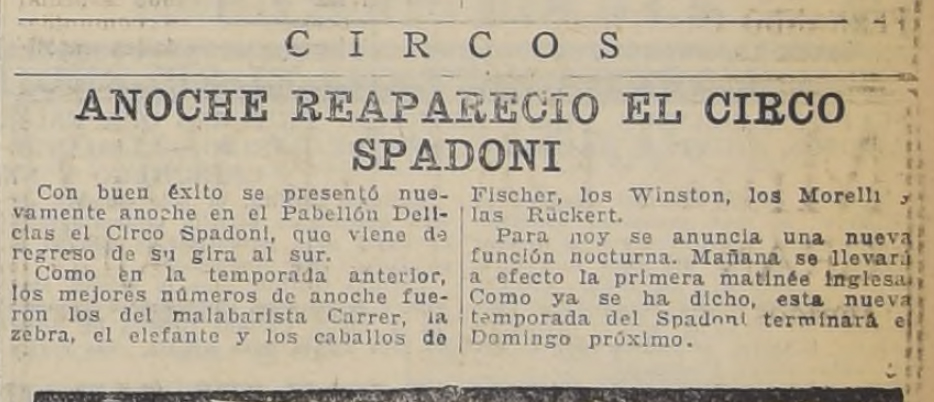 CIRCOS
ANOCHE REAPARECIO EL CIRCO
SPADONI
Con buen éxito se presentó nue-
vamente anoche en el Pabellón Deli-
cias el Circo Spadoni, que viene de
regreso de su gira al sur.
Como en la temporada anterior,
los mejores números de anoche fue-
ron los del malabarista Carrer, la
zebra, el elefante y los caballos de
Fischer, los Winston, los Morelli y
las Rückert.
Para hoy se anuncia una nueva
función nocturna. Mañana se llevará
a efecto la primera matinée inglesa.
Como ya se ha dicho, esta nueva
temporada del Spadoni terminará el
Domingo próximo.